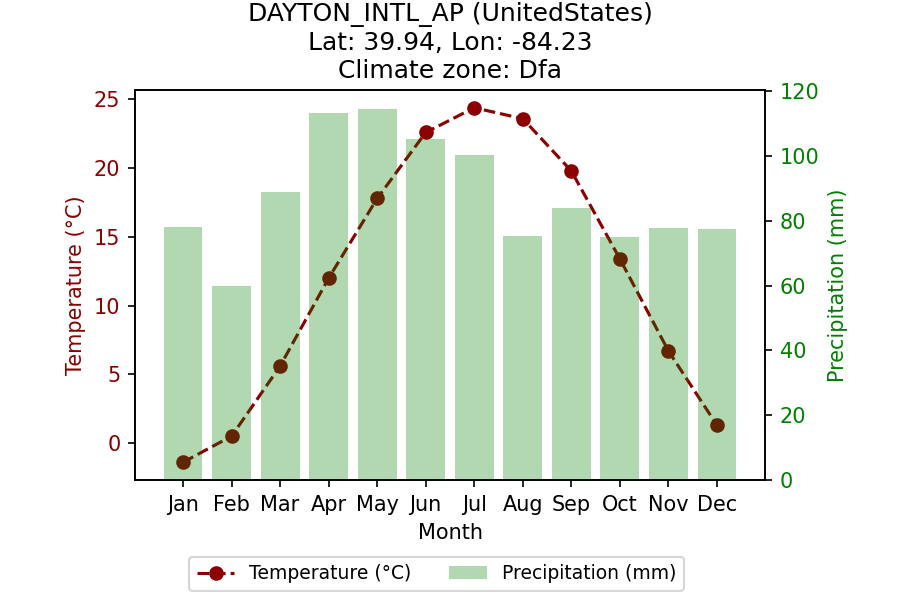 DAYTON_INTL_AP (UnitedStates)
Lat: 39.94, Lon: -84.23
Climate zone: Dfa
25
20
15
10
5
0
Temperature (°C)
120
100
80
60
40
20
0
Precipitation (mm)
Jan Feb Mar Apr May Jun Jul Aug Sep Oct Nov Dec
Month
Temperature (°C) Precipitation (mm)